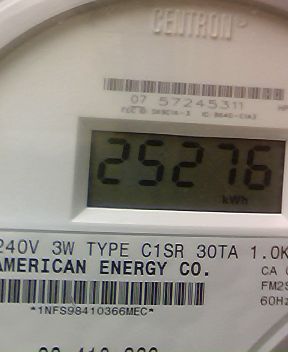 CENTRON
07 57245311
25276
kWh
240V 3W TYPE C1SR 30TA 1.0K
AMERICAN ENERGY CO.
CA
FM2S
60Hz
*1NFS98410366MEC*